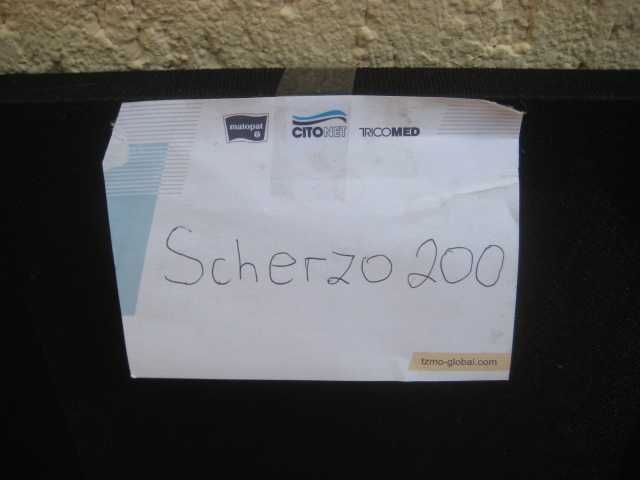 matopat
CITONET
TRICOMED
Scherzo 200
tzmo-global.com